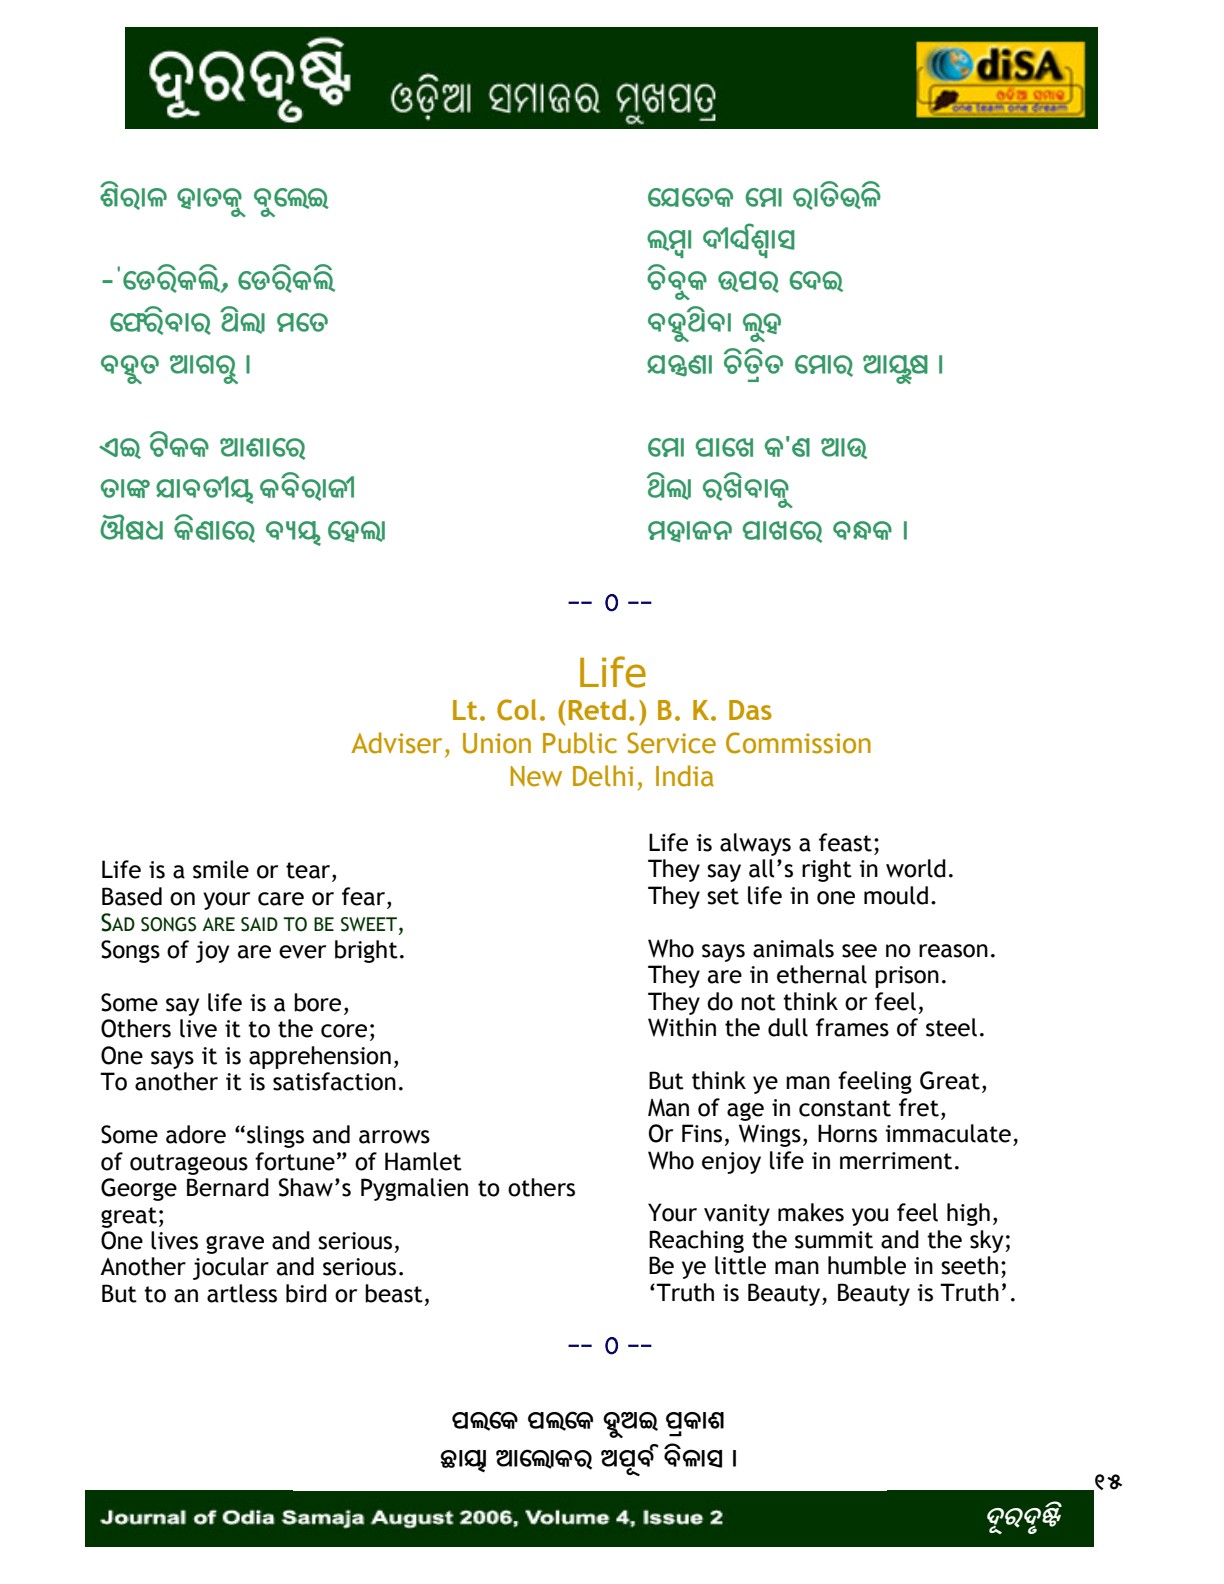 ଦୂରଦୃଷ୍ଟି ଓଡ଼ିଆ ସମାଜର ମୁଖପତ୍ର
odiSA
ଓଡ଼ିଆ ସମାଜ
one team one dream
ଶିରାଳ ହାତକୁ ବୁଲେଇ
-'ଡେରିକଲି, ଡେରିକଲି
ଫେରିବାର ଥିଲା ମତେ
ବହୁତ ଆଗରୁ ।
ଏଇ ଟିକକ ଆଶାରେ
ତାଙ୍କ ଯାବତୀୟ କବିରାଜୀ
ଔଷଧ କିଣାରେ ବ୍ୟୟ ହେଲା
ଯେତେକ ମୋ ରାତିଭଳି
ଲମ୍ବା ଦୀର୍ଘଶ୍ୱାସ
ଚିବୁକ ଉପର ଦେଇ
ବହୁଥିବା ଲୁହ
ଯନ୍ତ୍ରଣା ଚିତ୍ରିତ ମୋର ଆୟୁଷ ।
ମୋ ପାଖେ କ'ଣ ଆଉ
ଥିଲା ରଖିବାକୁ
ମହାଜନ ପାଖରେ ବନ୍ଧକ ।
-- 0 --
Life
Lt. Col. (Retd.) B. K. Das
Adviser, Union Public Service Commission
New Delhi, India
Life is a smile or tear,
Based on your care or fear,
SAD SONGS ARE SAID TO BE SWEET,
Songs of joy are ever bright.
Some say life is a bore,
Others live it to the core;
One says it is apprehension,
To another it is satisfaction.
Some adore “slings and arrows
of outrageous fortune” of Hamlet
George Bernard Shaw’s Pygmalien to others
great;
One lives grave and serious,
Another jocular and serious.
But to an artless bird or beast,
Life is always a feast;
They say all’s right in world.
They set life in one mould.
Who says animals see no reason.
They are in ethernal prison.
They do not think or feel,
Within the dull frames of steel.
But think ye man feeling Great,
Man of age in constant fret,
Or Fins, Wings, Horns immaculate,
Who enjoy life in merriment.
Your vanity makes you feel high,
Reaching the summit and the sky;
Be ye little man humble in seeth;
‘Truth is Beauty, Beauty is Truth’.
-- 0 --
ପଲକେ ପଲକେ ହୁଅଇ ପ୍ରକାଶ
ଛାୟା ଆଲୋକର ଅପୂର୍ବ ବିଳାସ ।
୧୫
Journal of Odia Samaja August 2006, Volume 4, Issue 2
ଦୂରଦୃଷ୍ଟି